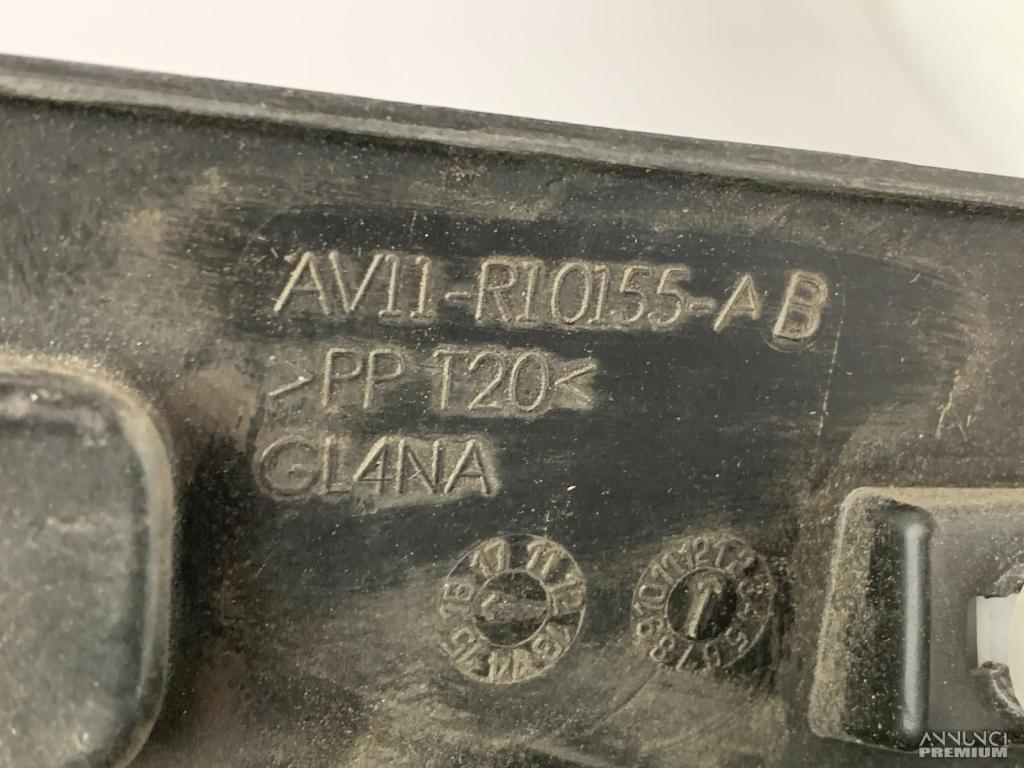 AV11-R10155-AB
>PP T20<
GL4NA
ANNUNCI
PREMIUM